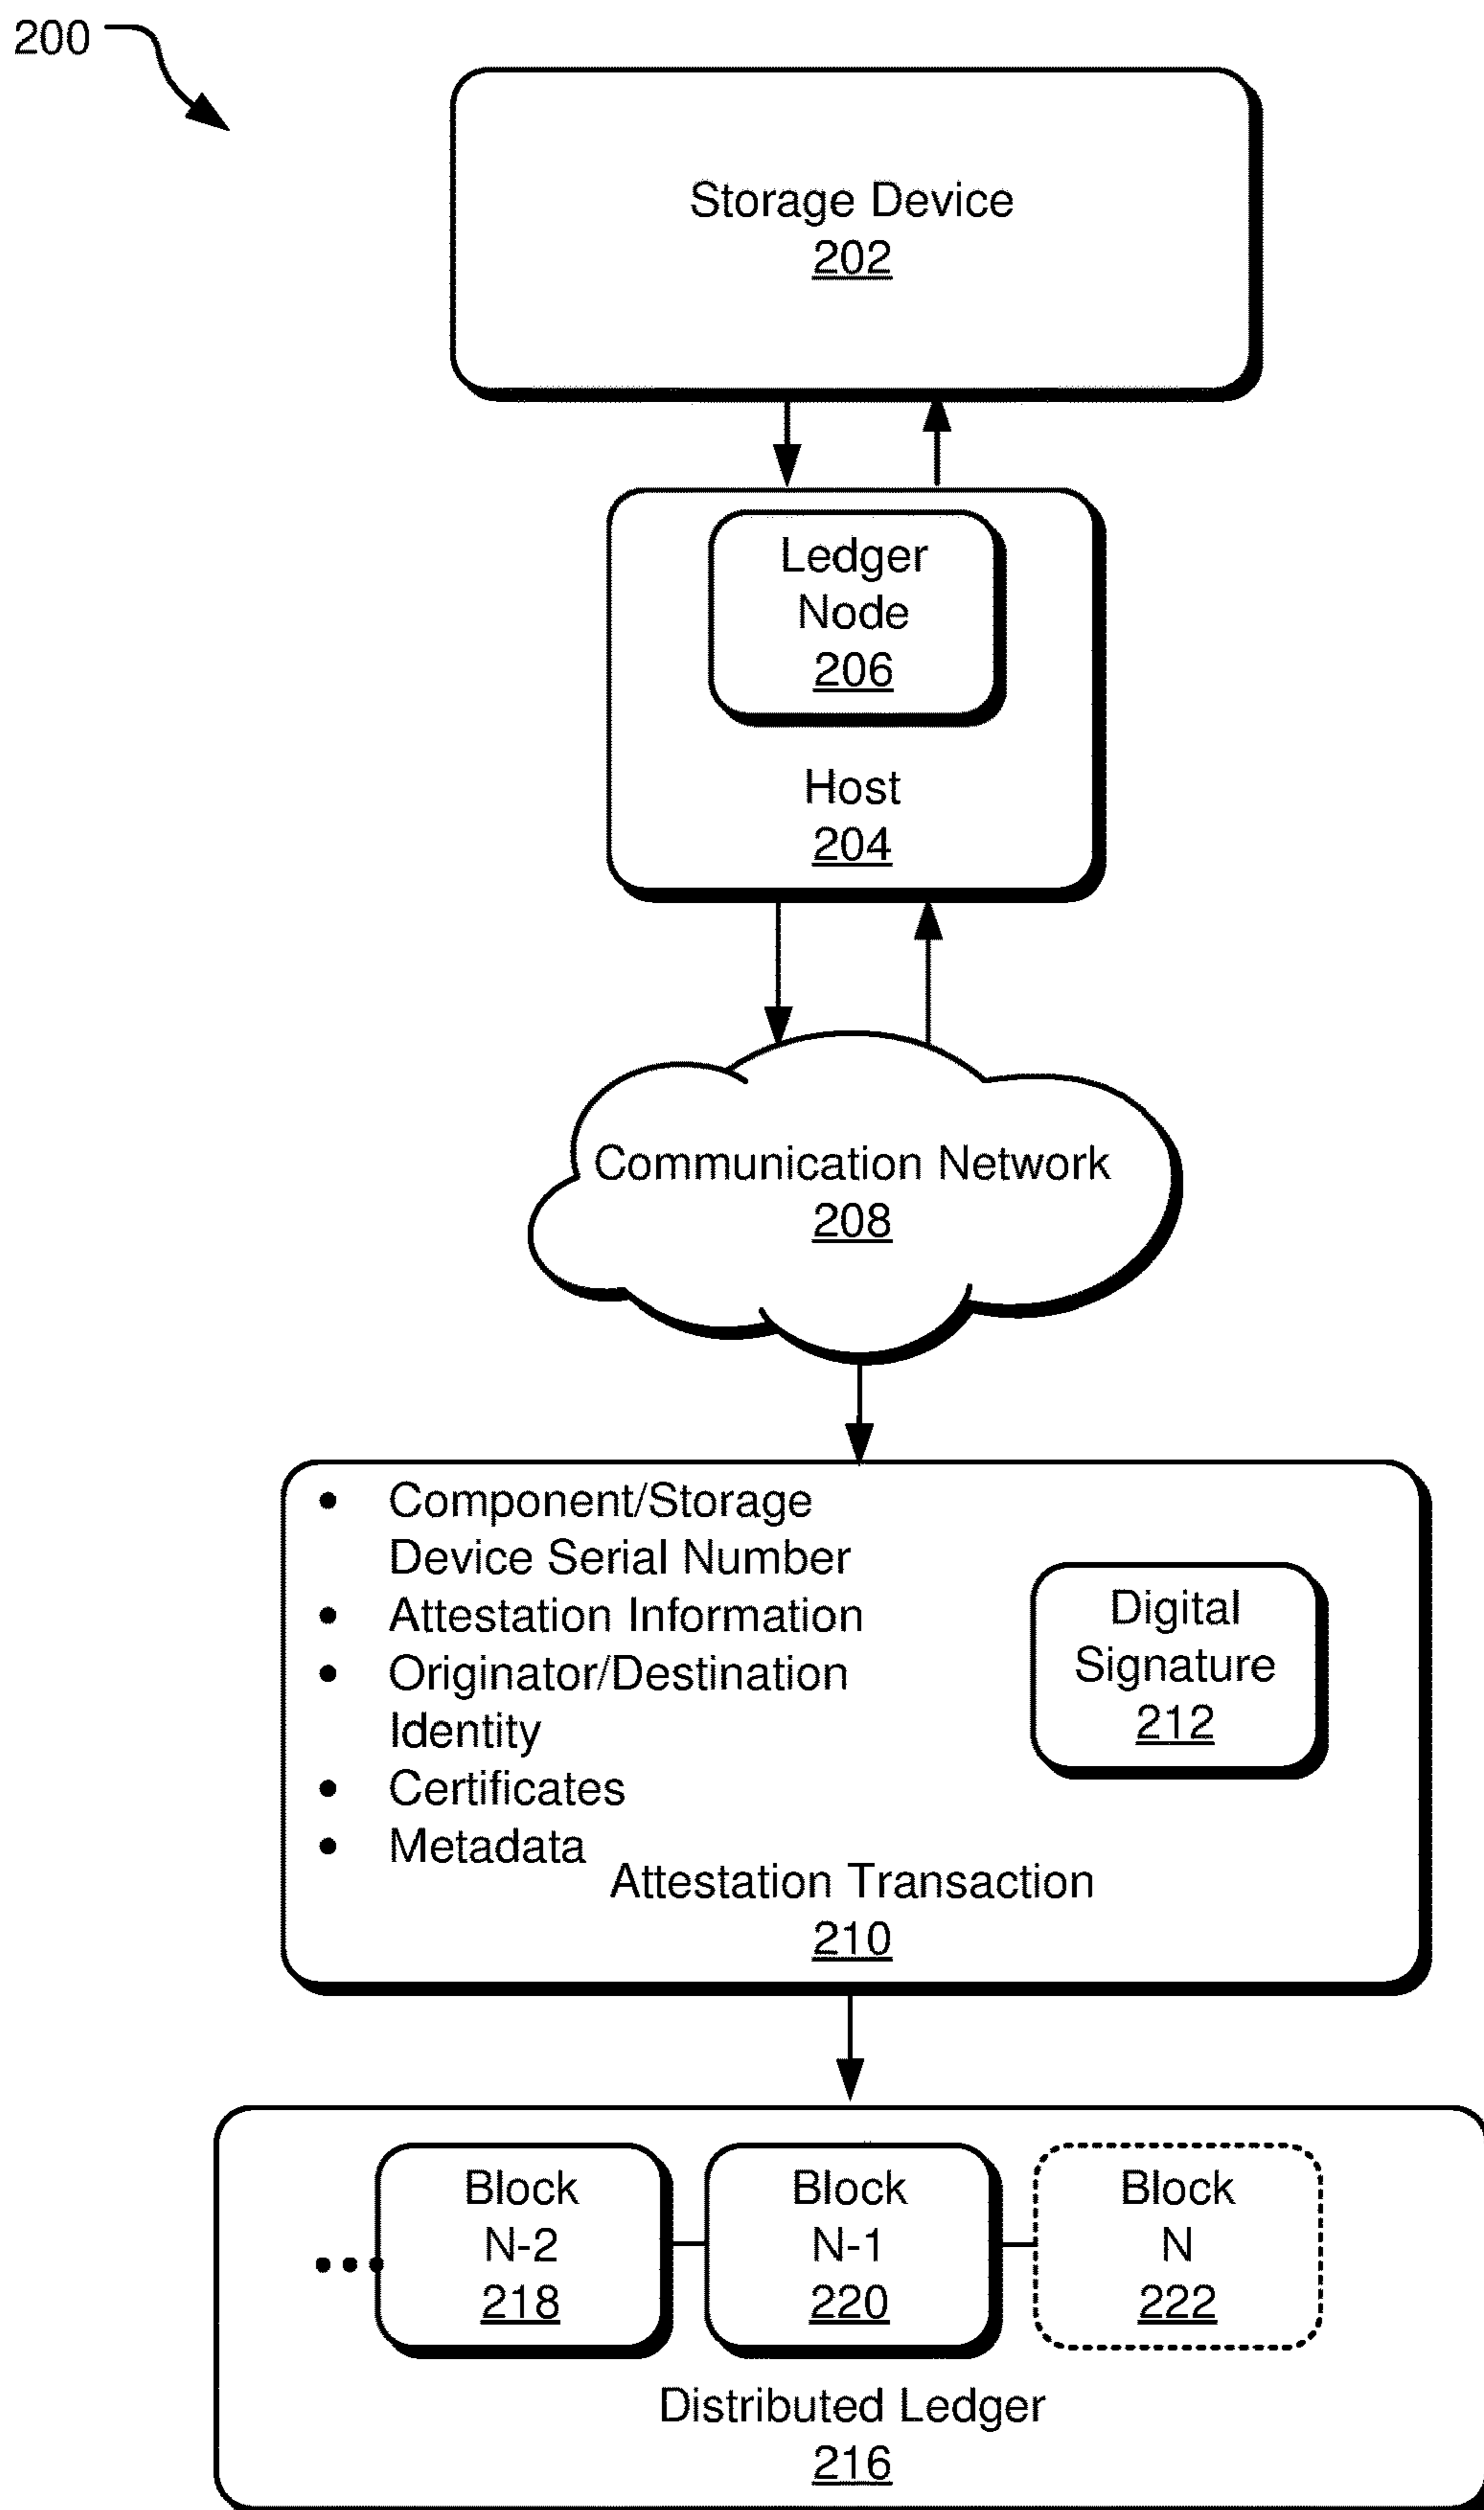 200
Storage Device
202
Ledger
Node
206
Host
204
Communication Network
208
• Component/Storage
Device Serial Number
• Attestation Information
• Originator/Destination
Identity
• Certificates
• Metadata
Digital
Signature
212
Attestation Transaction
210
Block
N-2
218
Block
N-1
220
Block
N
222
Distributed Ledger
216